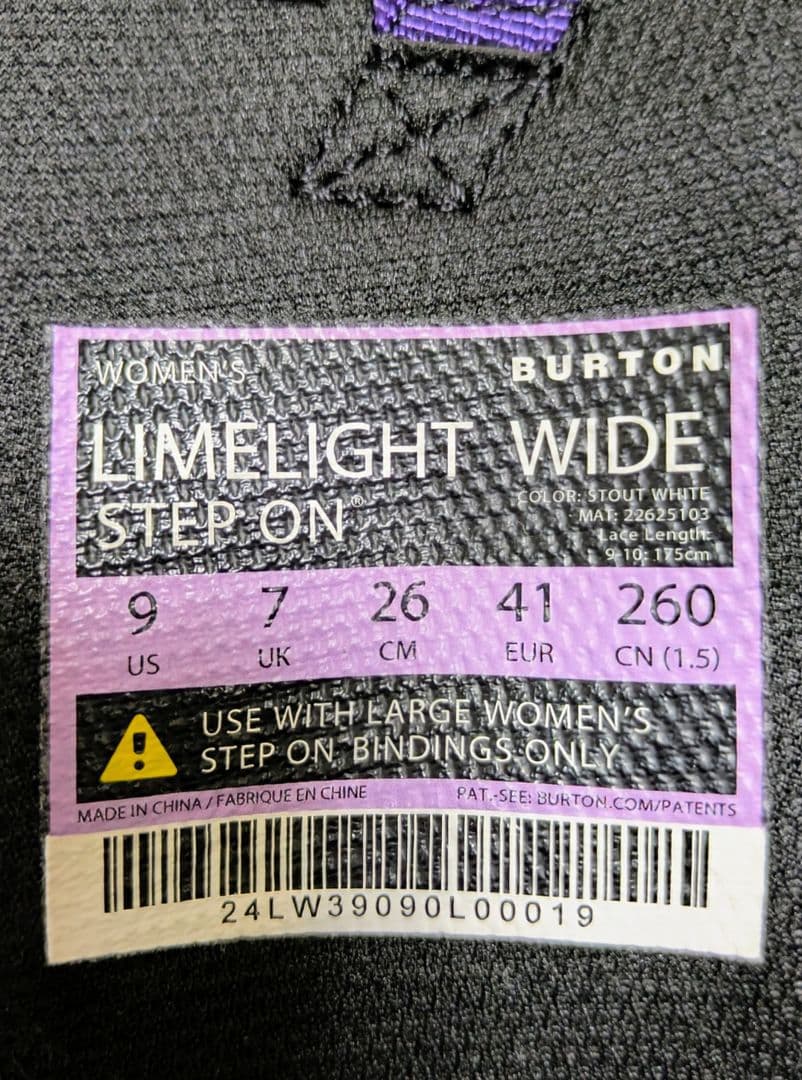 WOMEN'S BURTON
LIMELIGHT WIDE
STEP ON®
COLOR: STOUT WHITE
MAT: 22625103
Lace Length:
9-10: 175cm
9 7 26 41 260
US UK CM EUR CN (1.5)
USE WITH LARGE WOMEN'S
STEP ON BINDINGS ONLY
MADE IN CHINA / FABRIQUE EN CHINE PAT.-SEE: BURTON.COM/PATENTS
24LW39090L00019